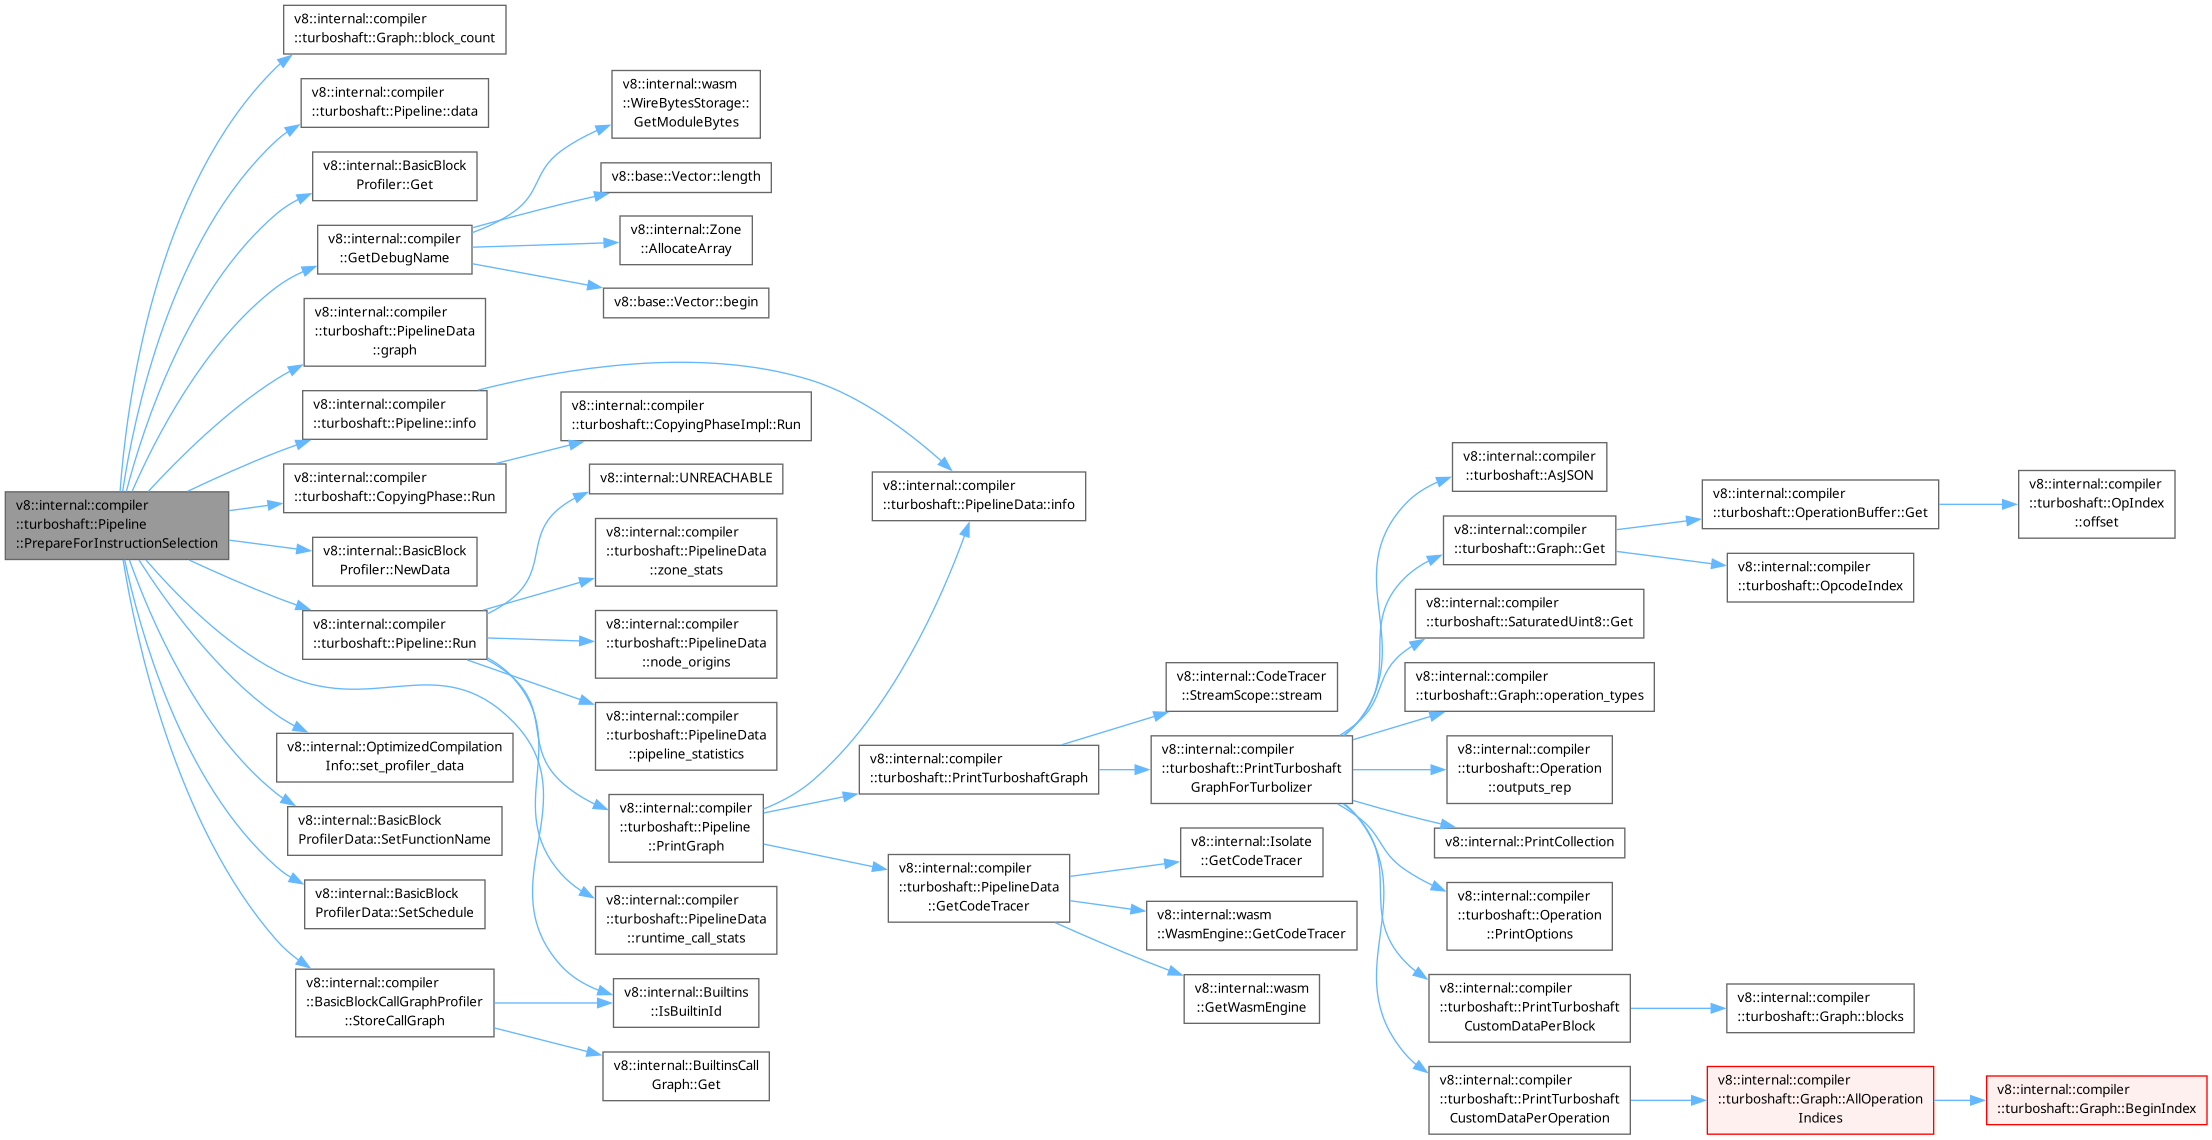 v8::internal::compiler
::turboshaft::Pipeline
::PrepareForInstructionSelection
v8::internal::compiler
::turboshaft::Graph::block_count
v8::internal::compiler
::turboshaft::Pipeline::data
v8::internal::BasicBlock
Profiler::Get
v8::internal::compiler
::GetDebugName
v8::internal::wasm
::WireBytesStorage::
GetModuleBytes
v8::base::Vector::length
v8::internal::Zone
::AllocateArray
v8::base::Vector::begin
v8::internal::compiler
::turboshaft::PipelineData
::graph
v8::internal::compiler
::turboshaft::Pipeline::info
v8::internal::compiler
::turboshaft::PipelineData::info
v8::internal::compiler
::turboshaft::CopyingPhase::Run
v8::internal::compiler
::turboshaft::CopyingPhaseImpl::Run
v8::internal::BasicBlock
Profiler::NewData
v8::internal::compiler
::turboshaft::Pipeline::Run
v8::internal::UNREACHABLE
v8::internal::compiler
::turboshaft::PipelineData
::zone_stats
v8::internal::compiler
::turboshaft::PipelineData
::node_origins
v8::internal::compiler
::turboshaft::PipelineData
::pipeline_statistics
v8::internal::compiler
::turboshaft::Pipeline
::PrintGraph
v8::internal::compiler
::turboshaft::PipelineData
::runtime_call_stats
v8::internal::compiler
::turboshaft::PrintTurboshaftGraph
v8::internal::CodeTracer
::StreamScope::stream
v8::internal::compiler
::turboshaft::PrintTurboshaft
GraphForTurbolizer
v8::internal::compiler
::turboshaft::AsJSON
v8::internal::compiler
::turboshaft::Graph::Get
v8::internal::compiler
::turboshaft::OperationBuffer::Get
v8::internal::compiler
::turboshaft::OpIndex
::offset
v8::internal::compiler
::turboshaft::OpcodeIndex
v8::internal::compiler
::turboshaft::SaturatedUint8::Get
v8::internal::compiler
::turboshaft::Graph::operation_types
v8::internal::compiler
::turboshaft::Operation
::outputs_rep
v8::internal::PrintCollection
v8::internal::compiler
::turboshaft::Operation
::PrintOptions
v8::internal::compiler
::turboshaft::PrintTurboshaft
CustomDataPerBlock
v8::internal::compiler
::turboshaft::Graph::blocks
v8::internal::compiler
::turboshaft::PrintTurboshaft
CustomDataPerOperation
v8::internal::compiler
::turboshaft::Graph::AllOperation
Indices
v8::internal::compiler
::turboshaft::Graph::BeginIndex
v8::internal::compiler
::turboshaft::PipelineData
::GetCodeTracer
v8::internal::Isolate
::GetCodeTracer
v8::internal::wasm
::WasmEngine::GetCodeTracer
v8::internal::wasm
::GetWasmEngine
v8::internal::OptimizedCompilation
Info::set_profiler_data
v8::internal::BasicBlock
ProfilerData::SetFunctionName
v8::internal::BasicBlock
ProfilerData::SetSchedule
v8::internal::compiler
::BasicBlockCallGraphProfiler
::StoreCallGraph
v8::internal::Builtins
::IsBuiltinId
v8::internal::BuiltinsCall
Graph::Get